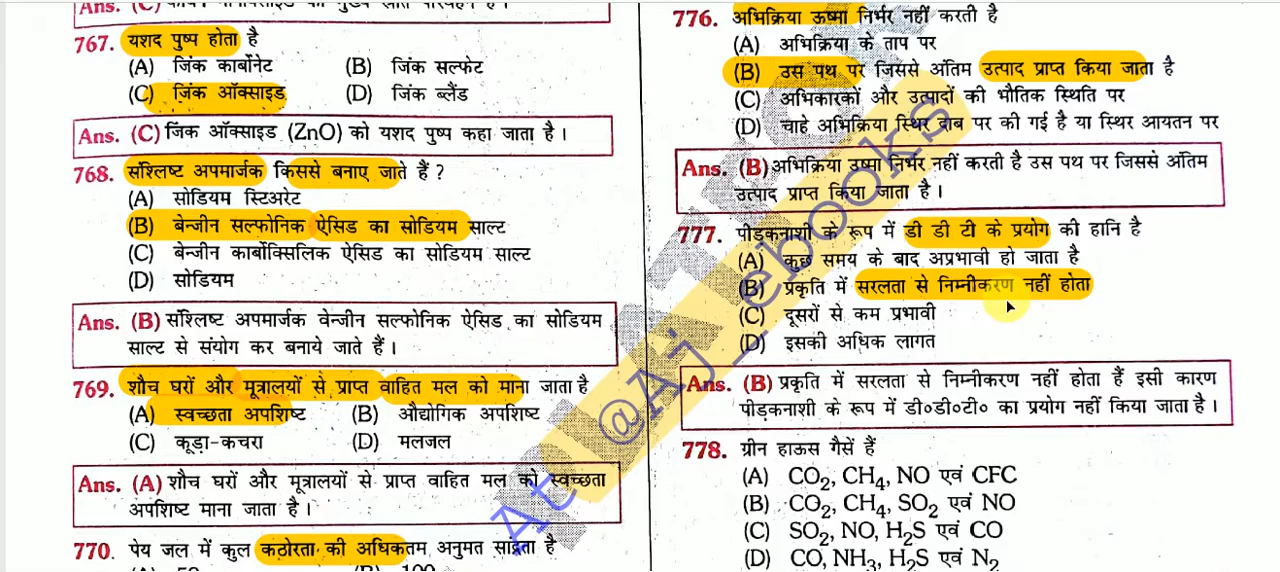 Ans. (C)
767. यशद पुष्प होता है
(A) जिंक कार्बोनेट (B) जिंक सल्फेट
(C) जिंक ऑक्साइड (D) जिंक ब्लैंड
Ans. (C) जिंक ऑक्साइड (ZnO) को यशद पुष्प कहा जाता है।
768. संश्लिष्ट अपमार्जक किससे बनाए जाते हैं ?
(A) सोडियम स्टिअरेट
(B) बेन्जीन सल्फोनिक ऐसिड का सोडियम साल्ट
(C) बेन्जीन कार्बोक्सिलिक ऐसिड का सोडियम साल्ट
(D) सोडियम
Ans. (B) संश्लिष्ट अपमार्जक वेन्जीन सल्फोनिक ऐसिड का सोडियम
साल्ट से संयोग कर बनाये जाते हैं।
769. शौच घरों और मूत्रालयों से प्राप्त वाहित मल को माना जाता है
(A) स्वच्छता अपशिष्ट (B) औद्योगिक अपशिष्ट
(C) कूड़ा-कचरा (D) मलजल
Ans. (A) शौच घरों और मूत्रालयों से प्राप्त वाहित मल को स्वच्छता
अपशिष्ट माना जाता है।
770. पेय जल में कुल कठोरता की अधिकतम अनुमत सांद्रता है
(A) 50 (B) 100
776. अभिक्रिया ऊष्मा निर्भर नहीं करती है
(A) अभिक्रिया के ताप पर
(B) उस पथ पर जिससे अंतिम उत्पाद प्राप्त किया जाता है
(C) अभिकारकों और उत्पादों की भौतिक स्थिति पर
(D) चाहे अभिक्रिया स्थिर दाब पर की गई है या स्थिर आयतन पर
Ans. (B) अभिक्रिया उष्मा निर्भर नहीं करती है उस पथ पर जिससे अंतिम
उत्पाद प्राप्त किया जाता है।
777. पीड़कनाशी के रूप में डी डी टी के प्रयोग की हानि है
(A) कुछ समय के बाद अप्रभावी हो जाता है
(B) प्रकृति में सरलता से निम्नीकरण नहीं होता
(C) दूसरों से कम प्रभावी
(D) इसकी अधिक लागत
Ans. (B) प्रकृति में सरलता से निम्नीकरण नहीं होता हैं इसी कारण
पीड़कनाशी के रूप में डी०डी०टी० का प्रयोग नहीं किया जाता है।
778. ग्रीन हाऊस गैसें हैं
(A) CO₂, CH₄, NO एवं CFC
(B) CO₂, CH₄, SO₂ एवं NO
(C) SO₂, NO, H₂S एवं CO
(D) CO, NH₃, H₂S एवं N₂
At @Aj_ebooks